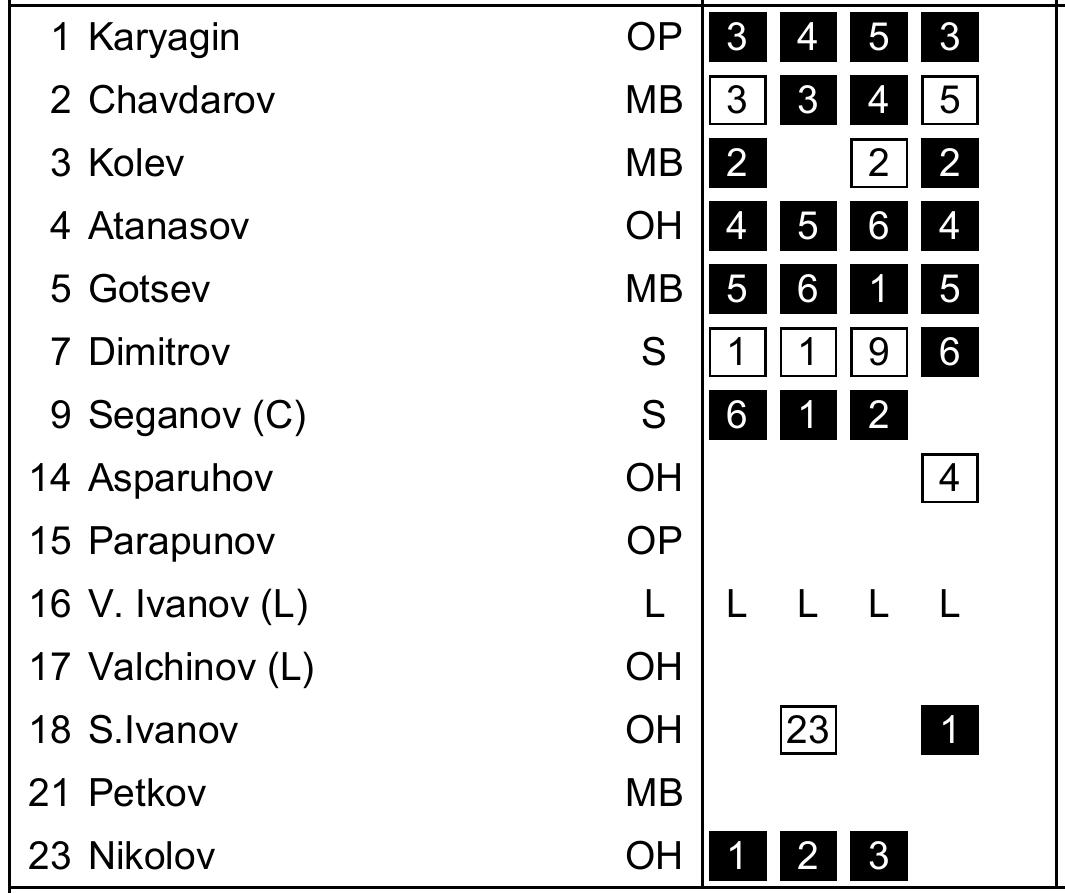 1 Karyagin OP 3 4 5 3
2 Chavdarov MB 3 3 4 5
3 Kolev MB 2 2 2
4 Atanasov OH 4 5 6 4
5 Gotsev MB 5 6 1 5
7 Dimitrov S 1 1 9 6
9 Seganov (C) S 6 1 2
14 Asparuhov OH 4
15 Parapunov OP
16 V. Ivanov (L) L L L L L
17 Valchinov (L) OH
18 S.Ivanov OH 23 1
21 Petkov MB
23 Nikolov OH 1 2 3